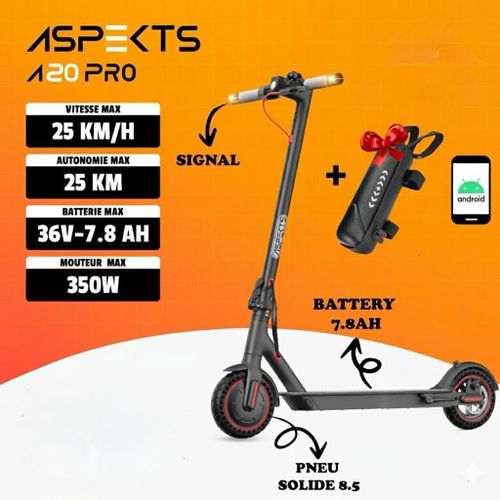 ASPEKTS
A20 PRO
VITESSE MAX
25 KM/H
AUTONOMIE MAX
25 KM
BATTERIE MAX
36V-7.8 AH
MOUTEUR MAX
350W
SIGNAL
+
android
ASPEKTS
BATTERY
7.8AH
PNEU
SOLIDE 8.5